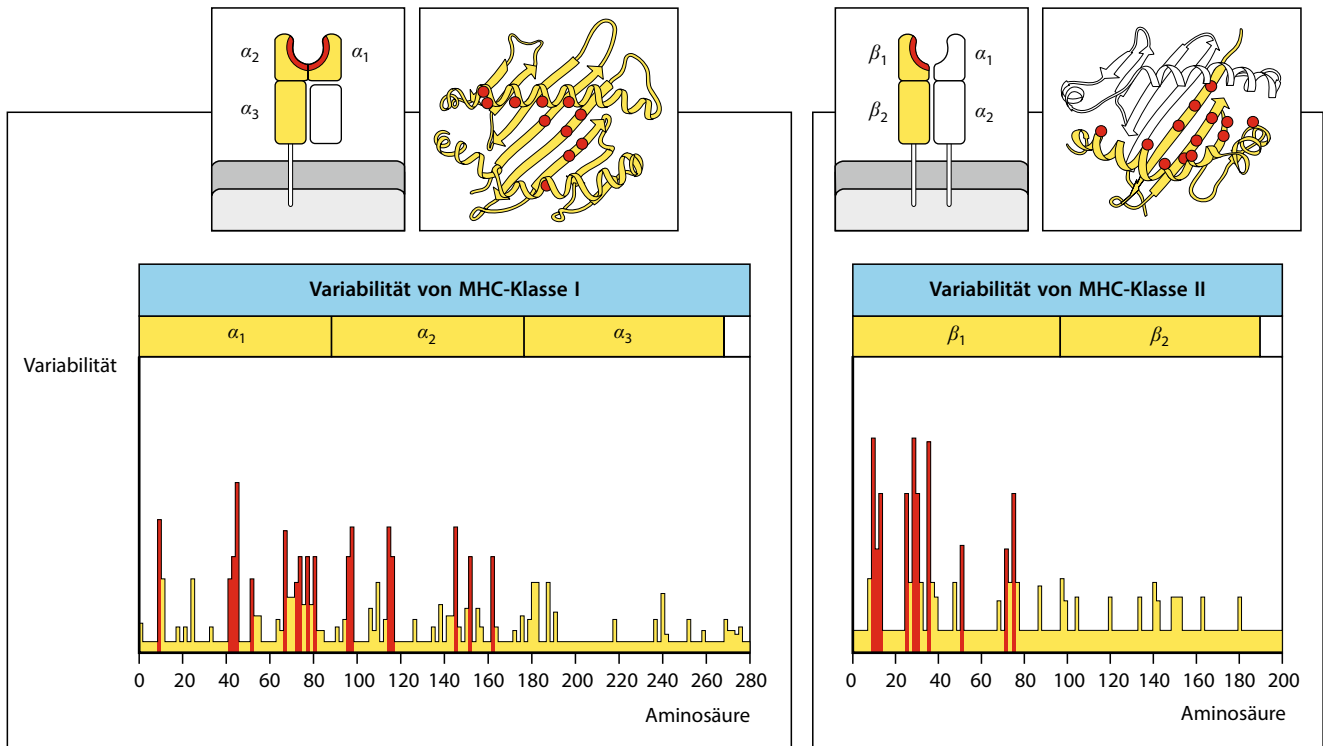 α2 α1
α3
β1 α1
β2 α2
Variabilität von MHC-Klasse I
α1 α2 α3
Variabilität
0 20 40 60 80 100 120 140 160 180 200 220 240 260 280
Aminosäure
Variabilität von MHC-Klasse II
β1 β2
0 20 40 60 80 100 120 140 160 180 200
Aminosäure